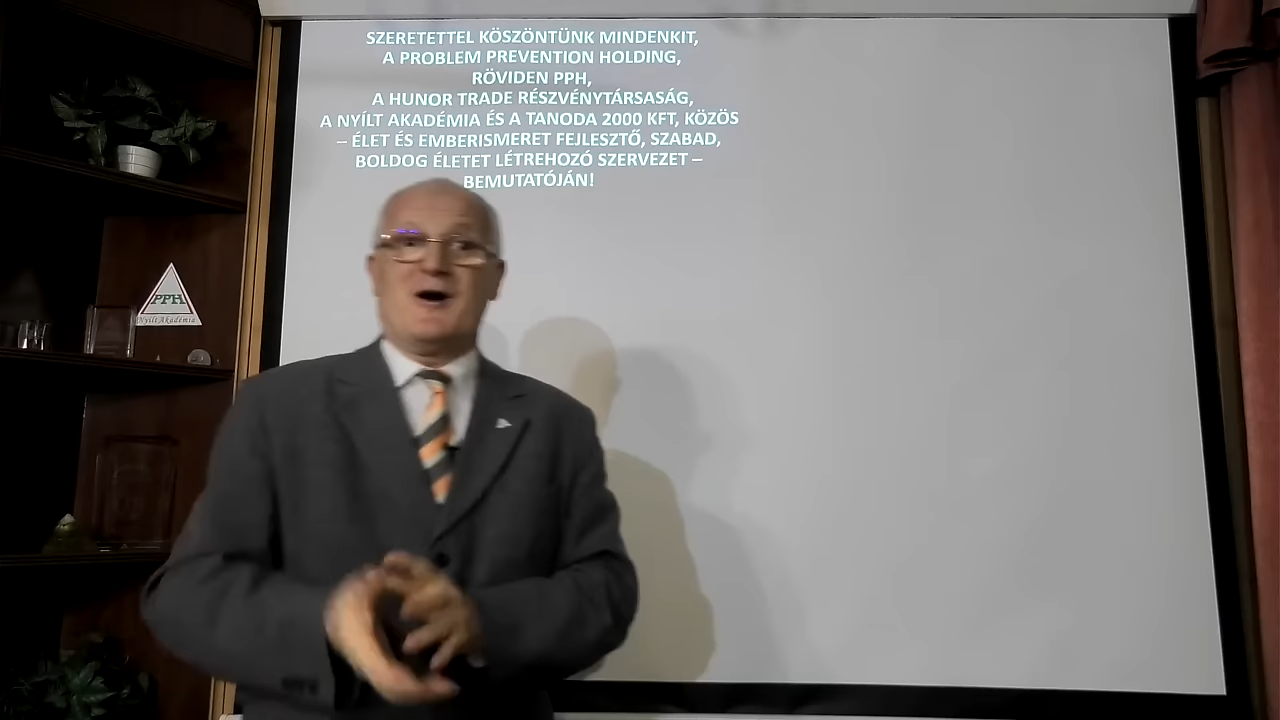 SZERETETTEL KÖSZÖNTÜNK MINDENKIT,
A PROBLEM PREVENTION HOLDING,
RÖVIDEN PPH,
A HUNOR TRADE RÉSZVÉNYTÁRSASÁG,
A NYÍLT AKADÉMIA ÉS A TANODA 2000 KFT, KÖZÖS
– ÉLET ÉS EMBERISMERET FEJLESZTŐ, SZABAD,
BOLDOG ÉLETET LÉTREHOZÓ SZERVEZET –
BEMUTATÓJÁN!
PPH
Nyílt Akadémia